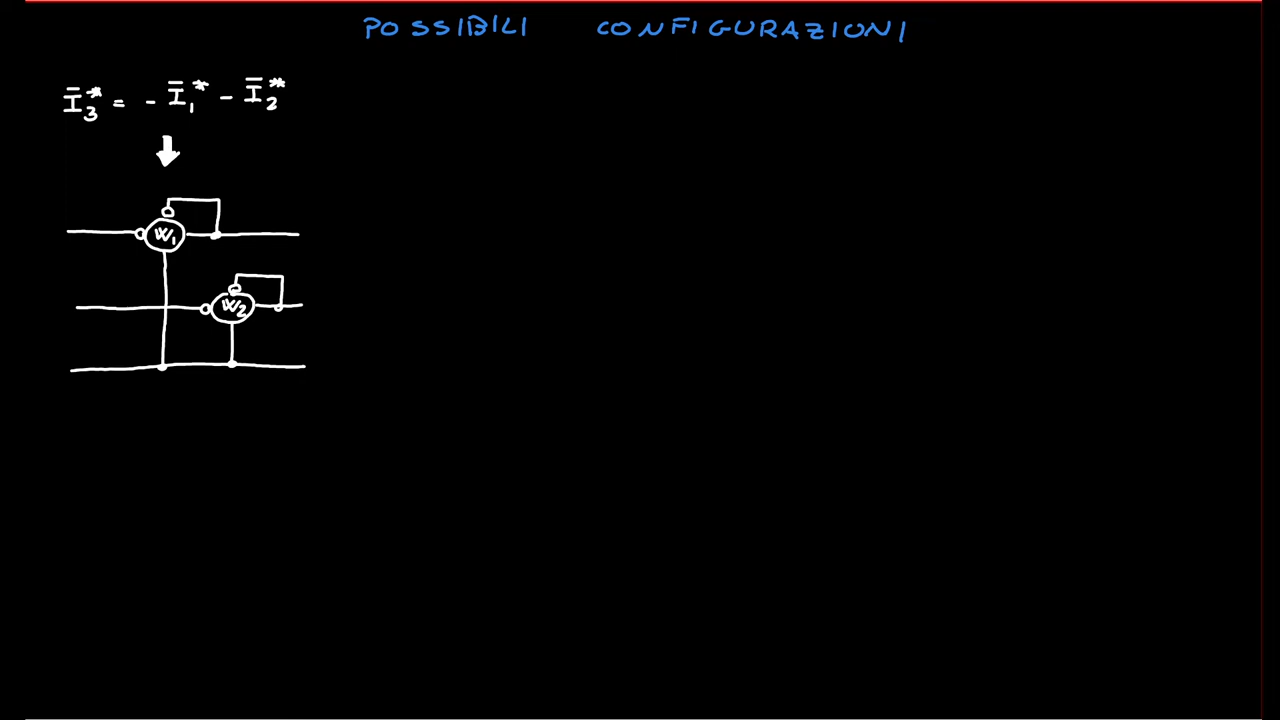 POSSIBILI CONFIGURAZIONI
Ī₃* = - Ī₁* - Ī₂*
W₁
W₂